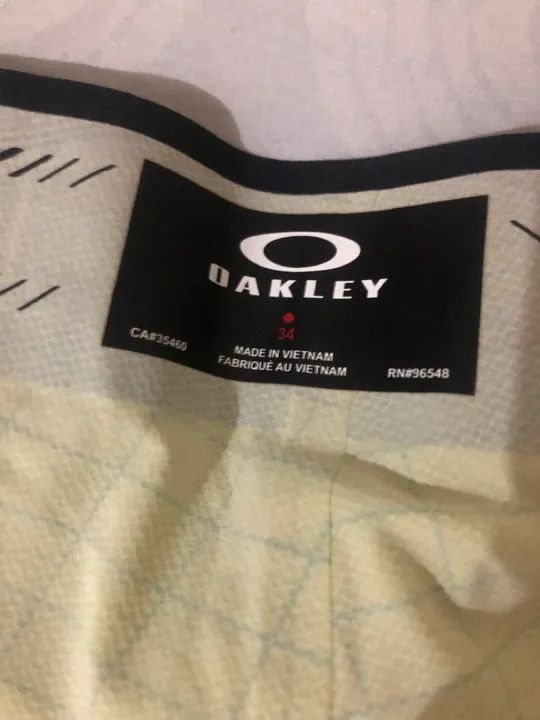 OAKLEY
34
CA#35460
MADE IN VIETNAM
FABRIQUÉ AU VIETNAM
RN#96548